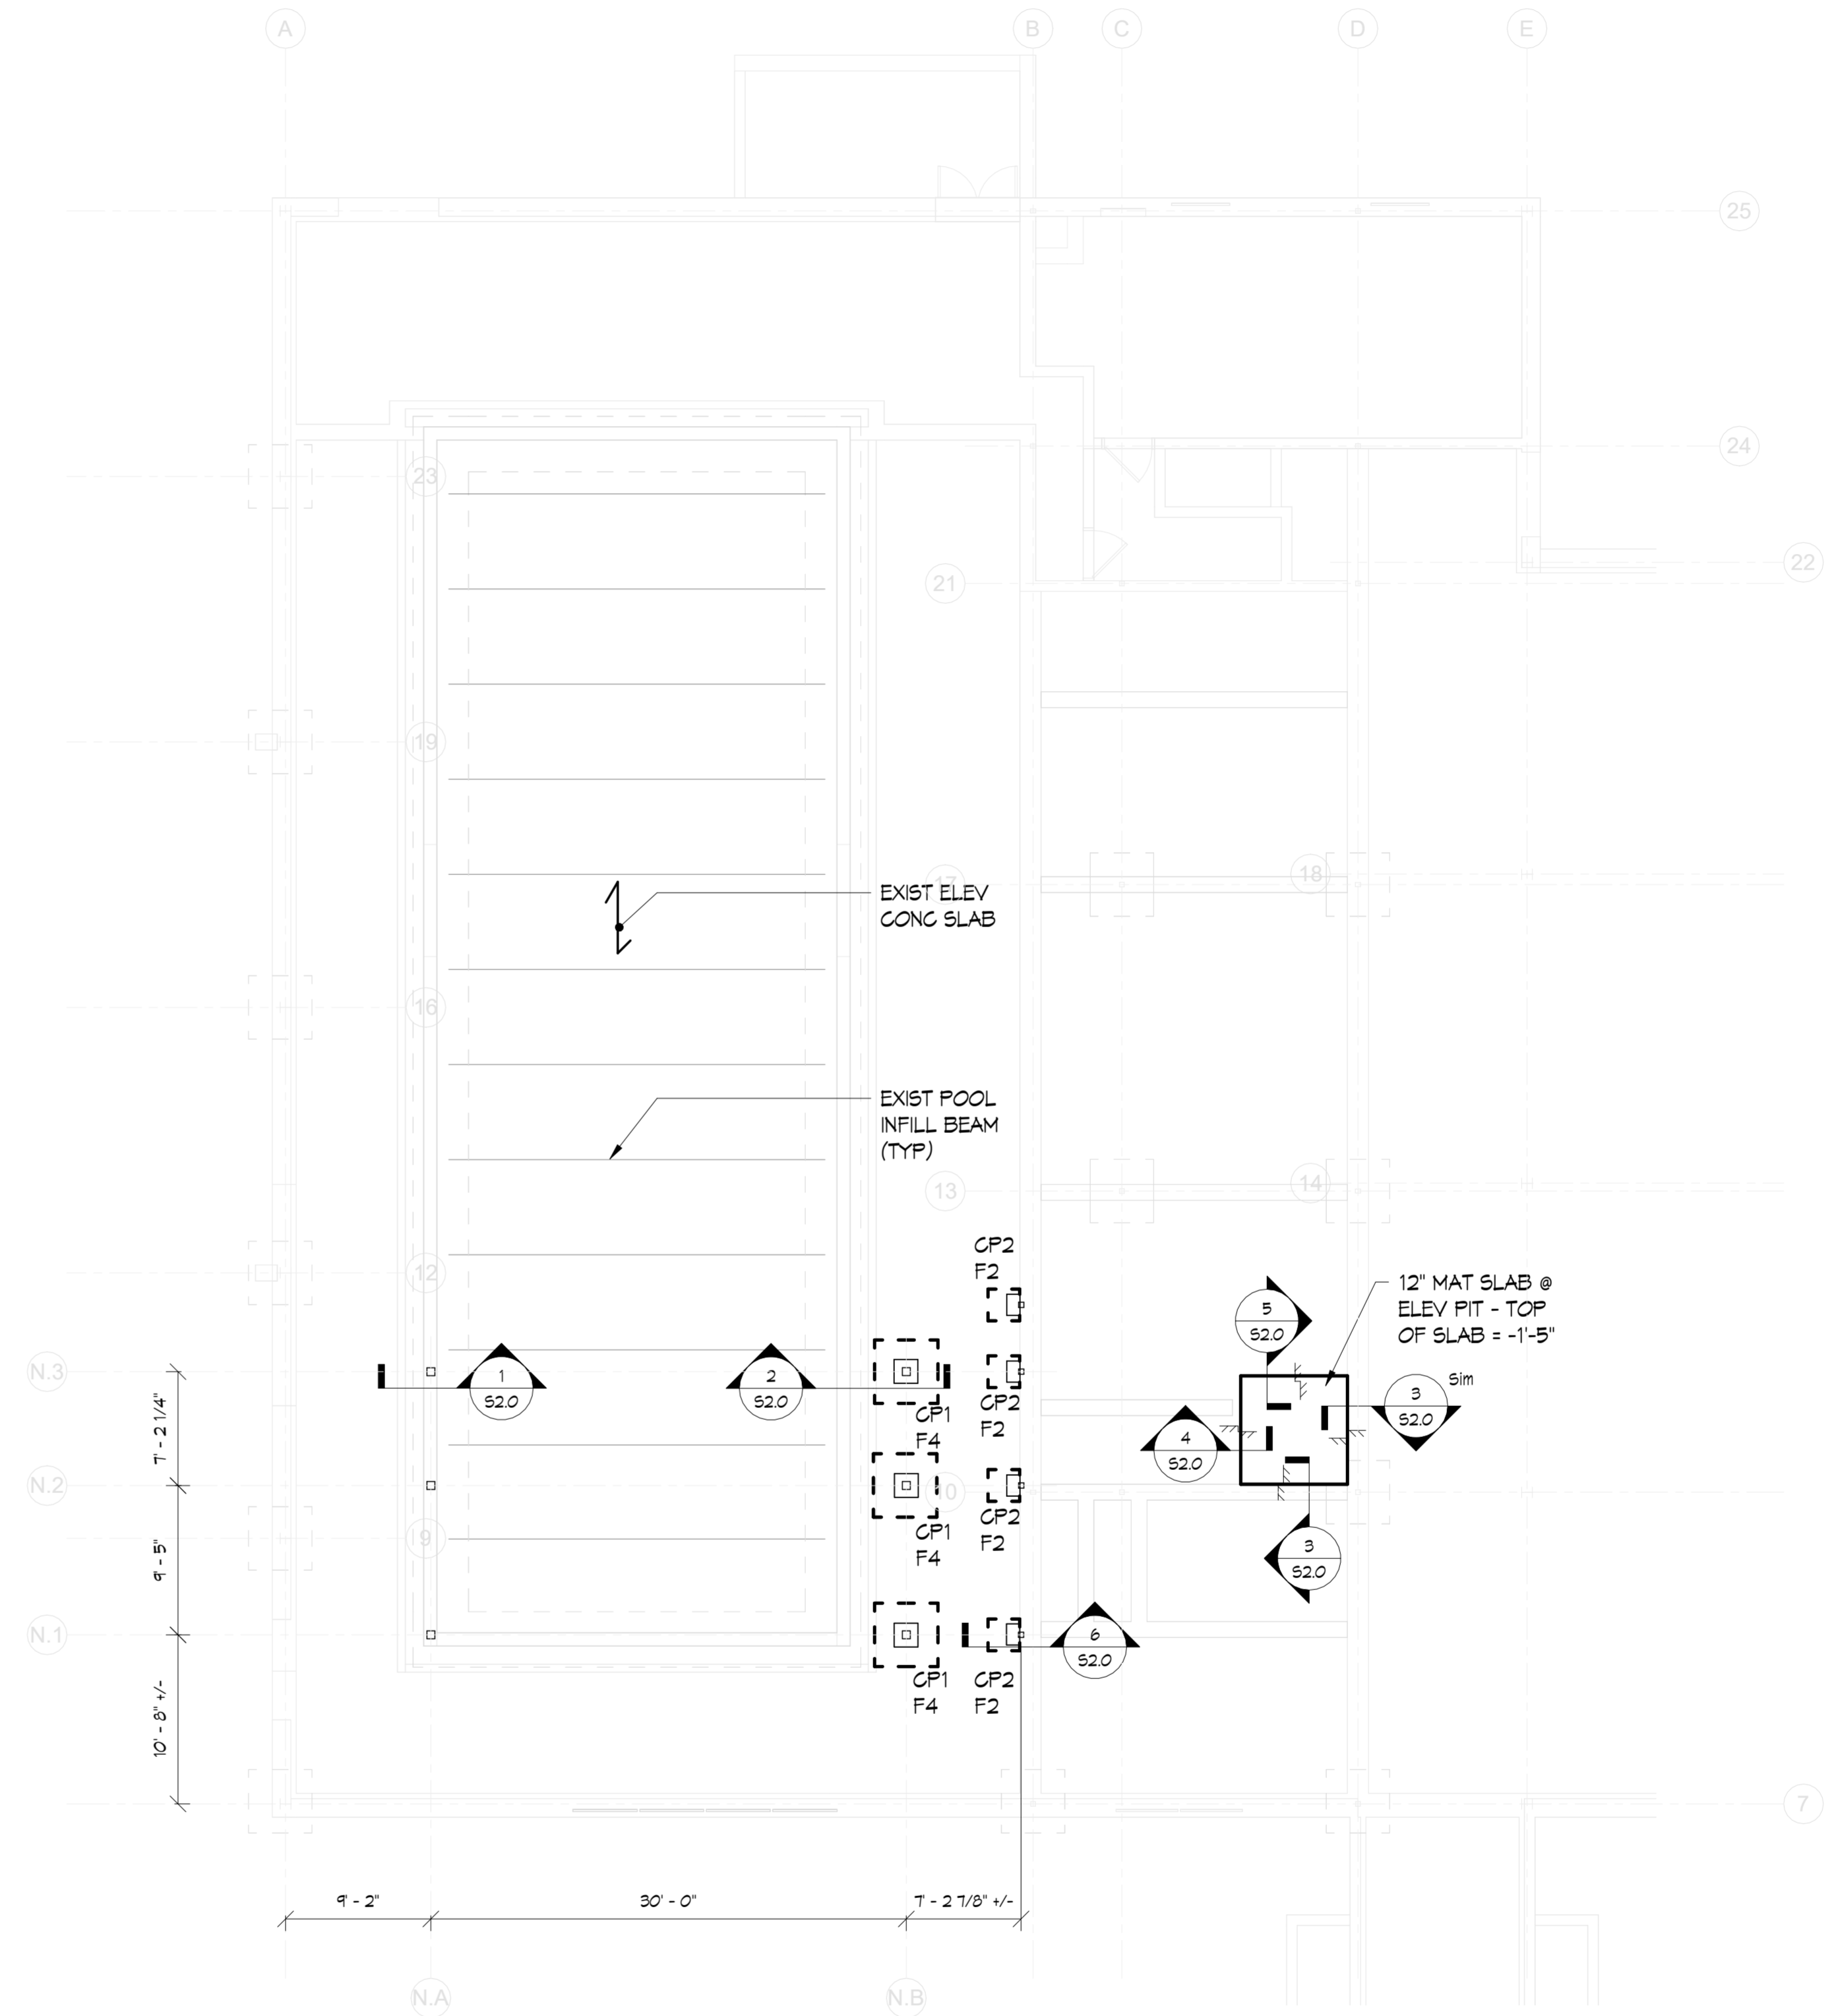 A
B
C
D
E
25
24
23
22
21
19
18
17
EXIST ELEV
CONC SLAB
16
EXIST POOL
INFILL BEAM
(TYP)
14
13
12
CP2
F2
12" MAT SLAB @
ELEV PIT - TOP
OF SLAB = -1'-5"
5
S2.0
N.3
1
S2.0
2
S2.0
CP1
F4
CP2
F2
3
S2.0
Sim
4
S2.0
7' - 2 1/4"
N.2
10
CP1
F4
CP2
F2
9
9' - 5"
3
S2.0
N.1
6
S2.0
CP1
F4
CP2
F2
10' - 8" +/-
7
9' - 2"
30' - 0"
7' - 2 7/8" +/-
N.A
N.B